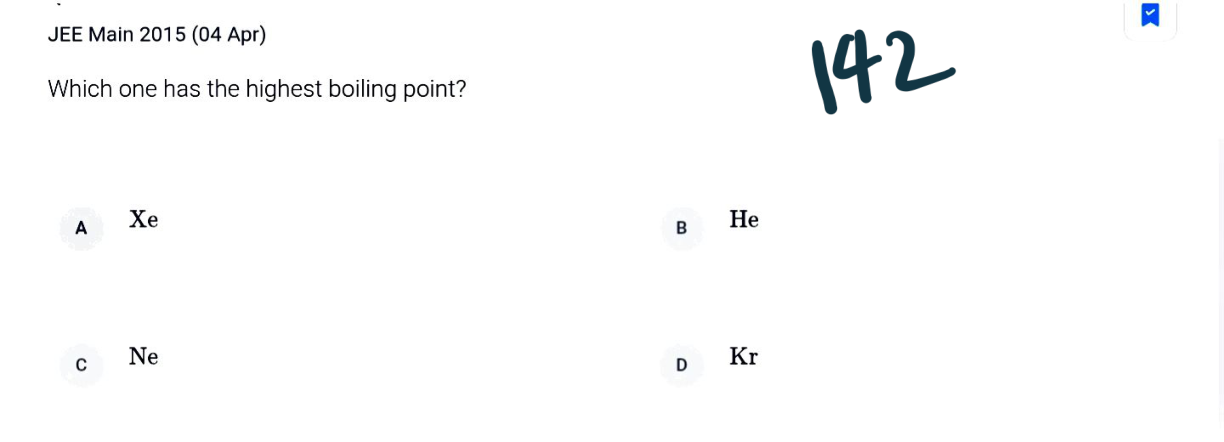 JEE Main 2015 (04 Apr)
142
Which one has the highest boiling point?
A Xe
B He
C Ne
D Kr